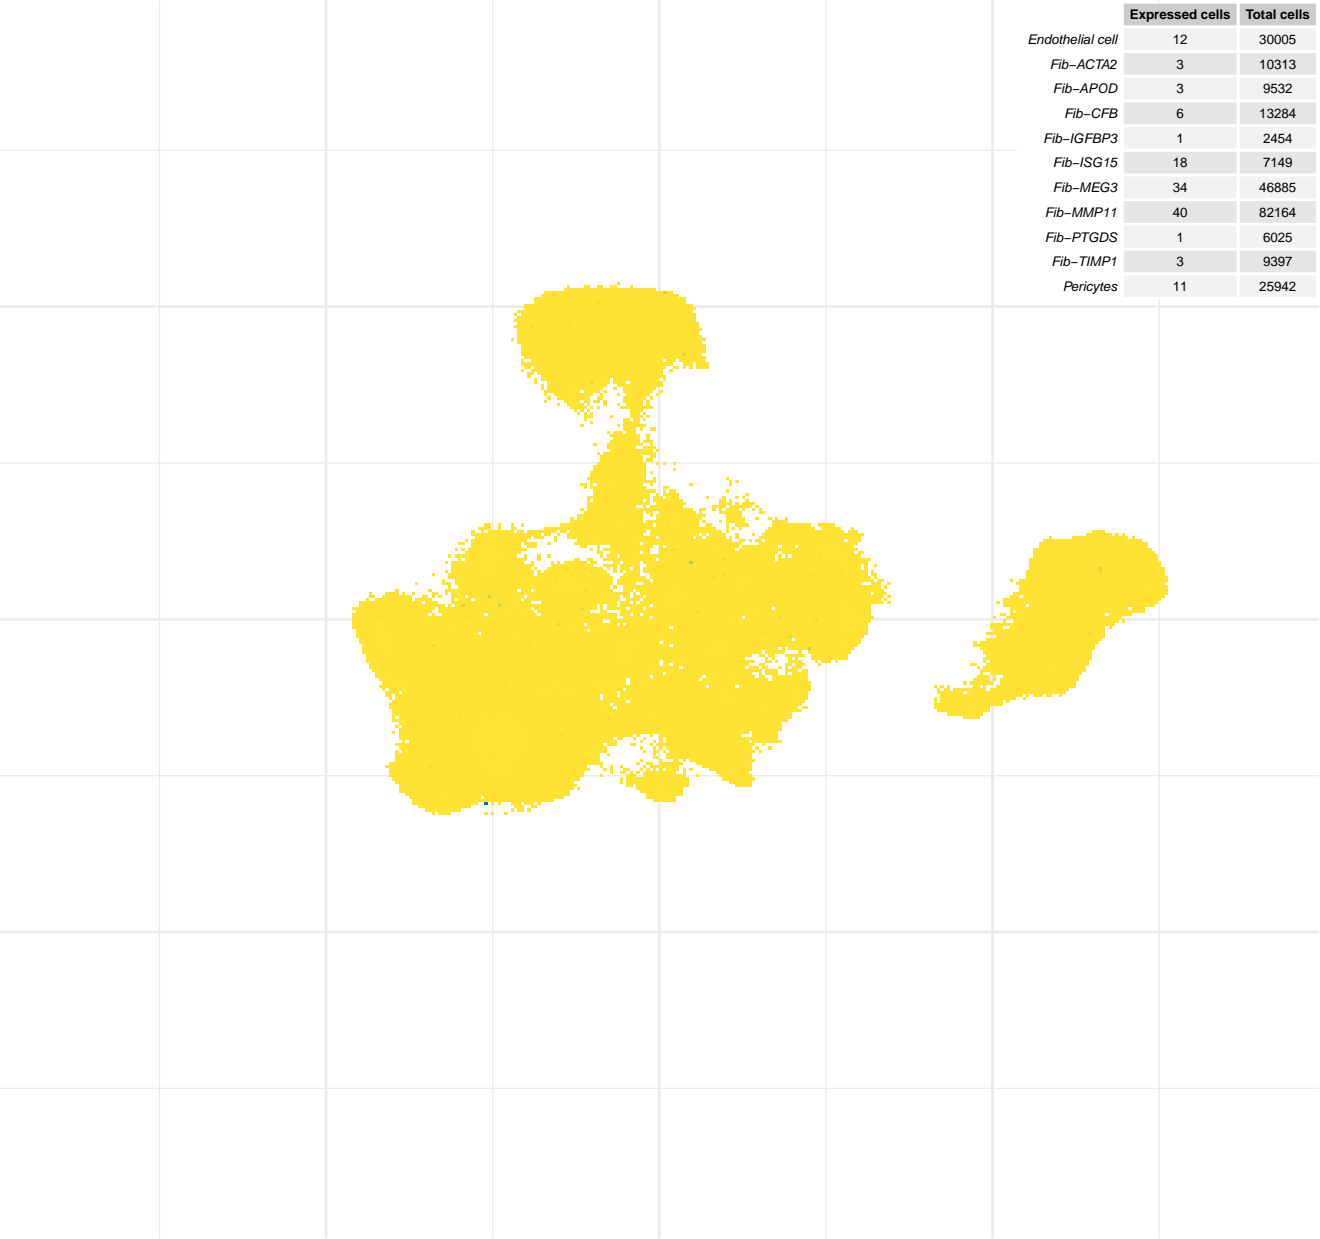 Expressed cells Total cells
Endothelial cell 12 30005
Fib−ACTA2 3 10313
Fib−APOD 3 9532
Fib−CFB 6 13284
Fib−IGFBP3 1 2454
Fib−ISG15 18 7149
Fib−MEG3 34 46885
Fib−MMP11 40 82164
Fib−PTGDS 1 6025
Fib−TIMP1 3 9397
Pericytes 11 25942